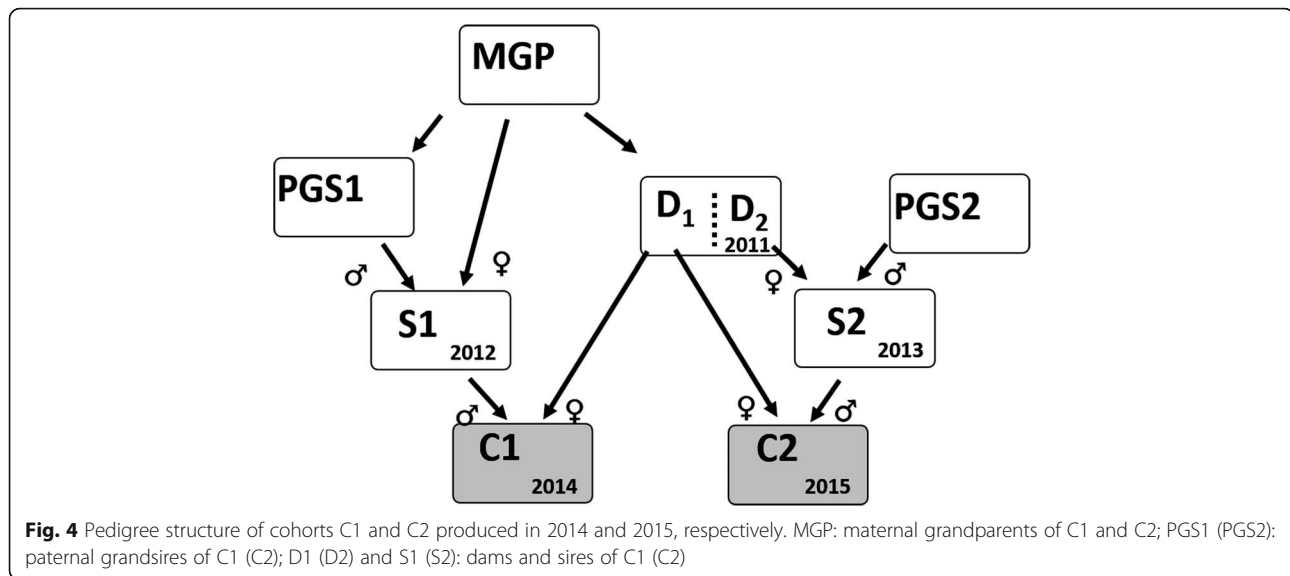 MGP
PGS1
D₁ D₂
2011
PGS2
♂ ♀
♀ ♂
S1
2012
S2
2013
♂ ♀
♀ ♂
C1
2014
C2
2015
Fig. 4 Pedigree structure of cohorts C1 and C2 produced in 2014 and 2015, respectively. MGP: maternal grandparents of C1 and C2; PGS1 (PGS2):
paternal grandsires of C1 (C2); D1 (D2) and S1 (S2): dams and sires of C1 (C2)